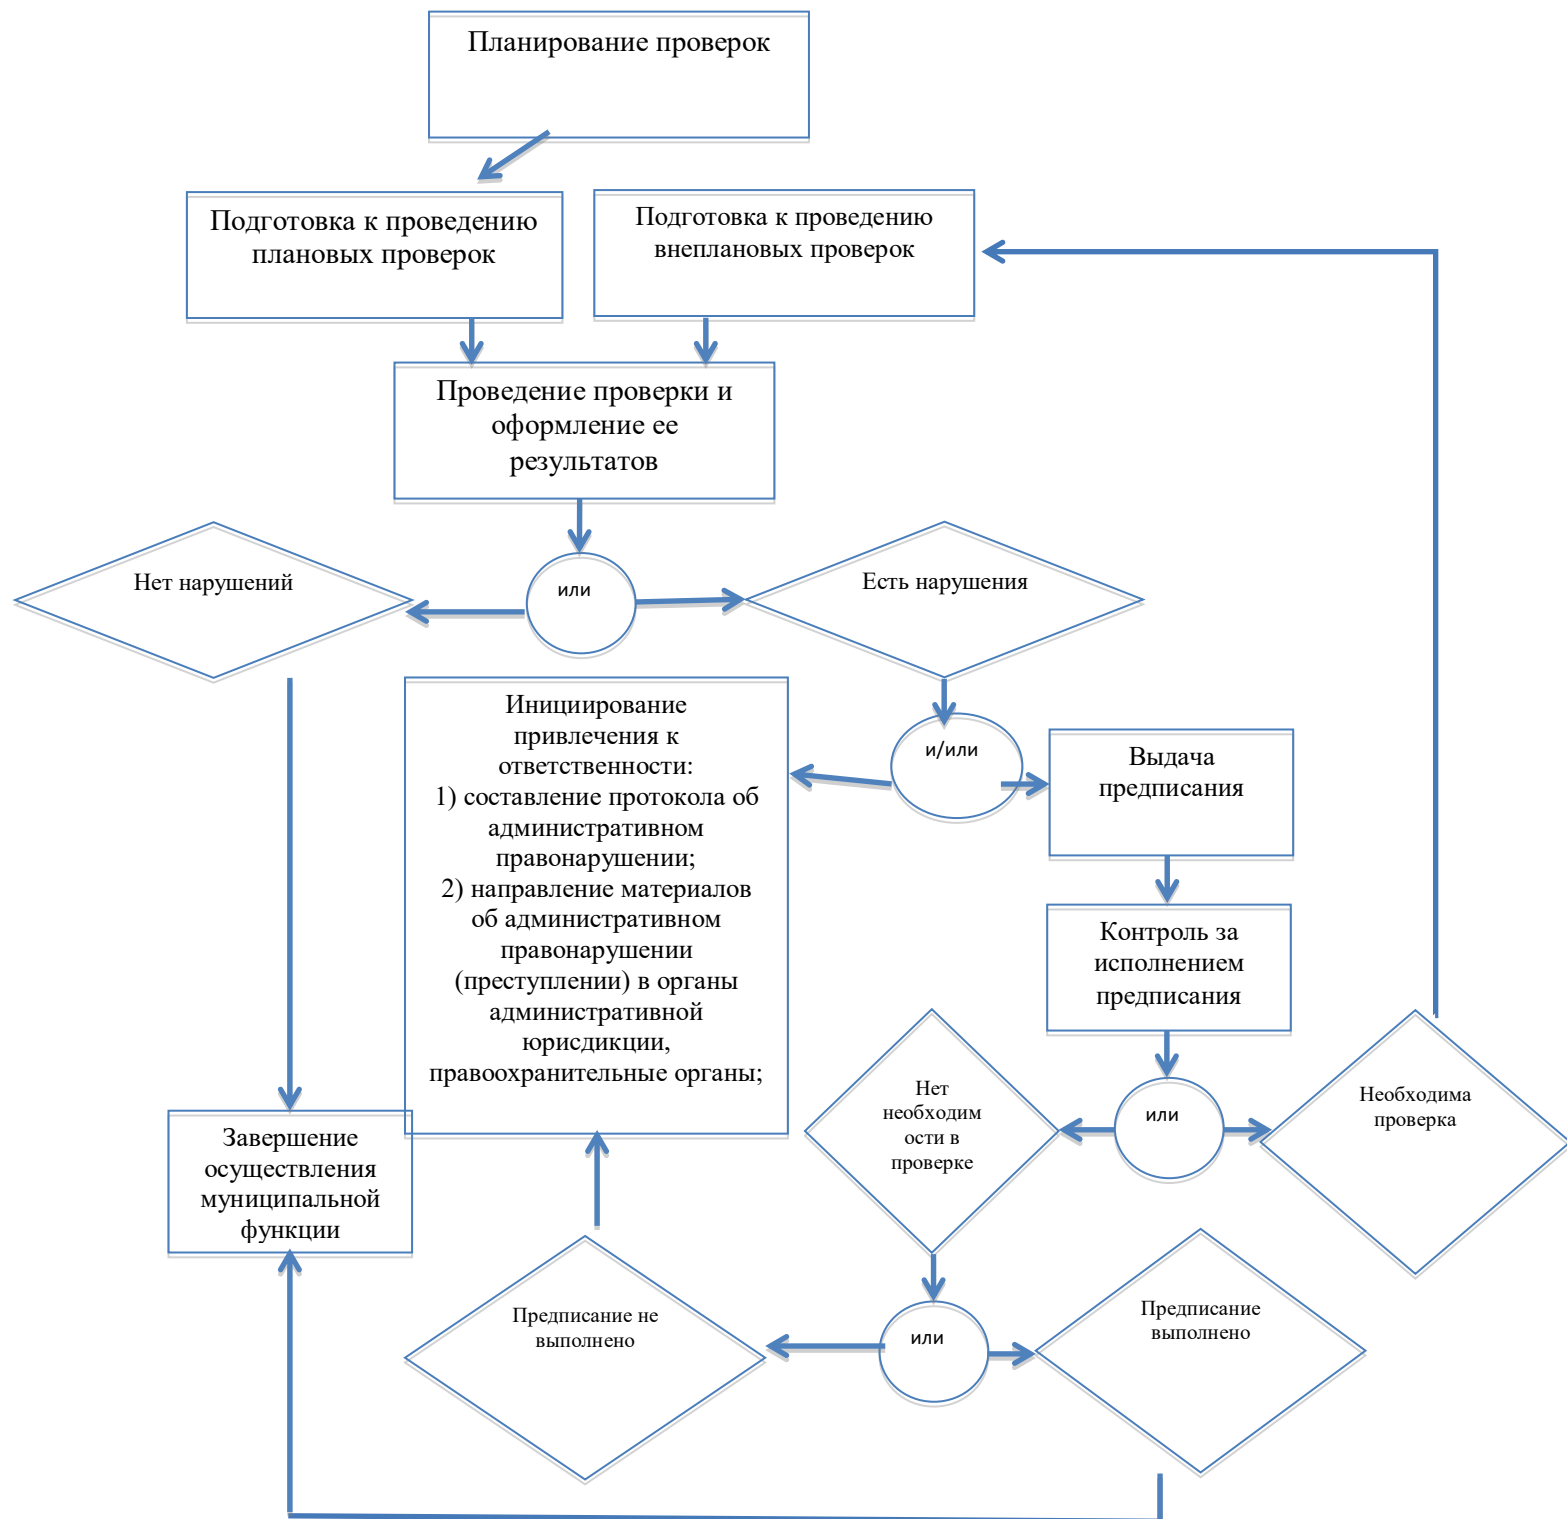 Планирование проверок
Подготовка к проведению
плановых проверок
Подготовка к проведению
внеплановых проверок
Проведение проверки и
оформление ее
результатов
Нет нарушений
или
Есть нарушения
Инициирование
привлечения к
ответственности:
1) составление протокола об
административном
правонарушении;
2) направление материалов
об административном
правонарушении
(преступлении) в органы
административной
юрисдикции,
правоохранительные органы;
и/или
Выдача
предписания
Контроль за
исполнением
предписания
Нет
необходим
ости в
проверке
или
Необходима
проверка
Завершение
осуществления
муниципальной
функции
Предписание не
выполнено
или
Предписание
выполнено